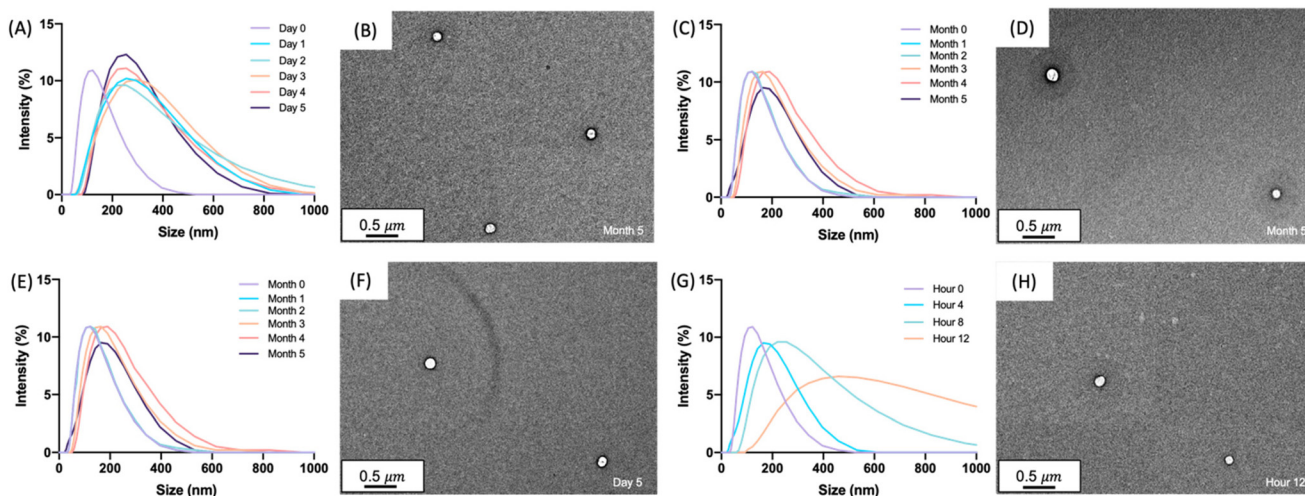 (A)
Intensity (%)
15
10
5
0
Day 0
Day 1
Day 2
Day 3
Day 4
Day 5
0 200 400 600 800 1000
Size (nm)
(B)
0.5 μm
Month 5
(C)
Intensity (%)
15
10
5
0
Month 0
Month 1
Month 2
Month 3
Month 4
Month 5
0 200 400 600 800 1000
Size (nm)
(D)
0.5 μm
Month 5
(E)
Intensity (%)
15
10
5
0
Month 0
Month 1
Month 2
Month 3
Month 4
Month 5
0 200 400 600 800 1000
Size (nm)
(F)
0.5 μm
Day 5
(G)
Intensity (%)
15
10
5
0
Hour 0
Hour 4
Hour 8
Hour 12
0 200 400 600 800 1000
Size (nm)
(H)
0.5 μm
Hour 12